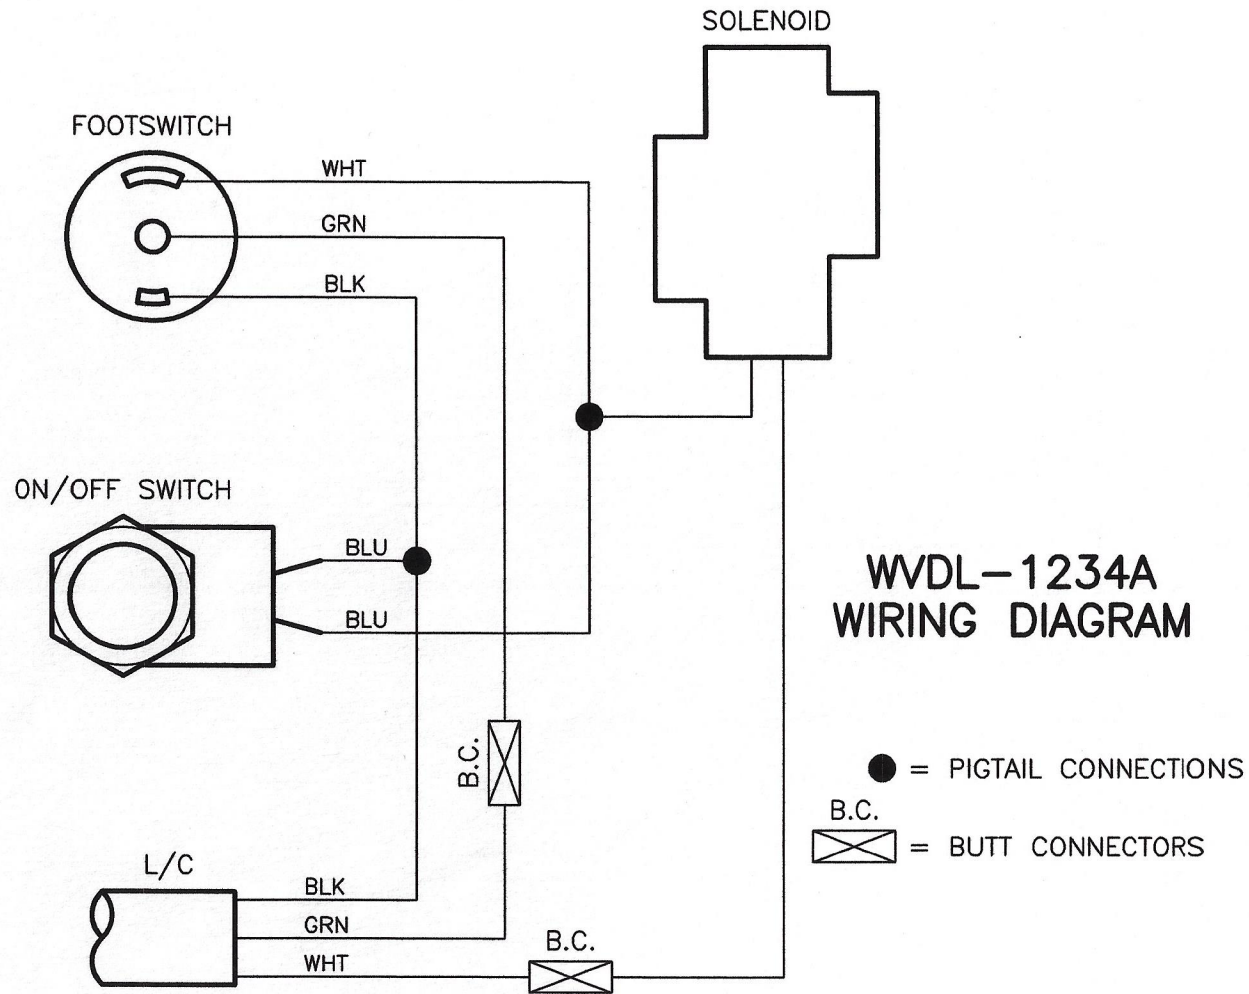 SOLENOID
FOOTSWITCH
WHT
GRN
BLK
ON/OFF SWITCH
BLU
BLU
WVDL-1234A
WIRING DIAGRAM
B.C.
= PIGTAIL CONNECTIONS
B.C.
= BUTT CONNECTORS
L/C
BLK
GRN
WHT
B.C.